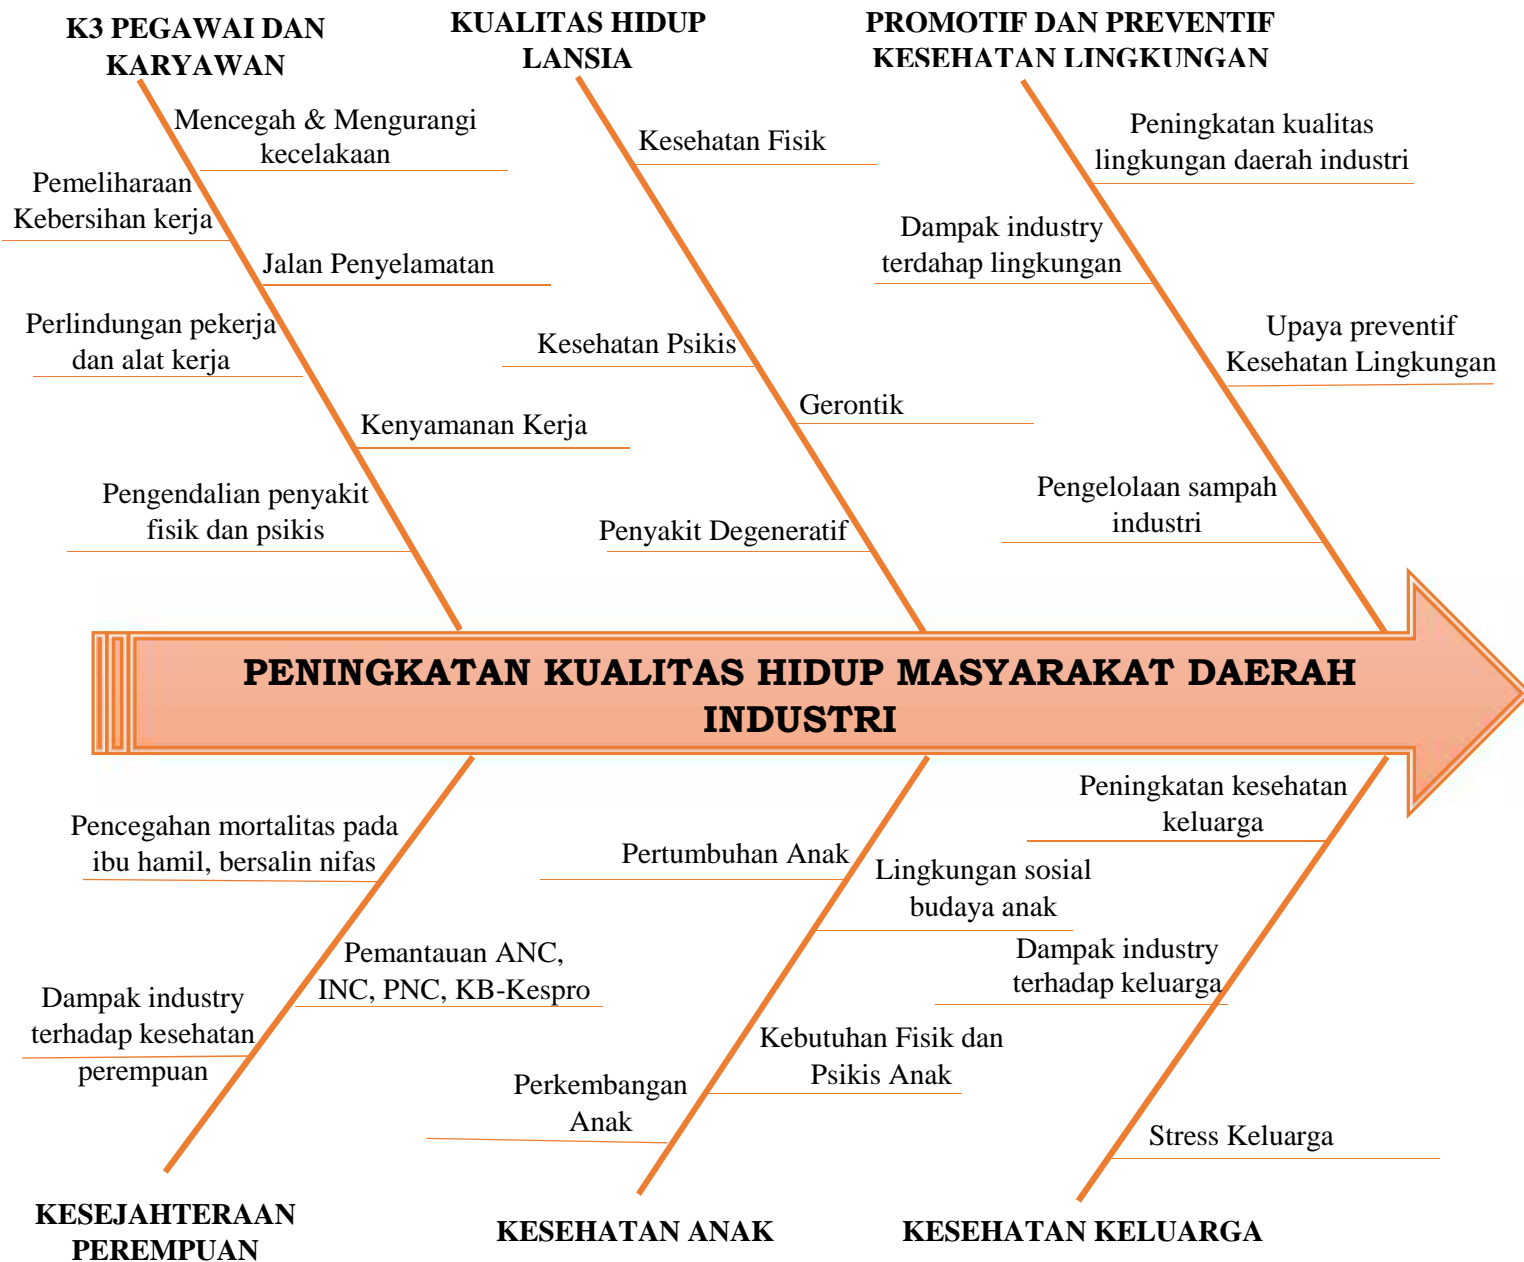 K3 PEGAWAI DAN
KARYAWAN
KUALITAS HIDUP
LANSIA
PROMOTIF DAN PREVENTIF
KESEHATAN LINGKUNGAN
Mencegah & Mengurangi
kecelakaan
Pemeliharaan
Kebersihan kerja
Jalan Penyelamatan
Perlindungan pekerja
dan alat kerja
Kenyamanan Kerja
Pengendalian penyakit
fisik dan psikis
Kesehatan Fisik
Kesehatan Psikis
Gerontik
Penyakit Degeneratif
Peningkatan kualitas
lingkungan daerah industri
Dampak industry
terdahap lingkungan
Upaya preventif
Kesehatan Lingkungan
Pengelolaan sampah
industri
PENINGKATAN KUALITAS HIDUP MASYARAKAT DAERAH
INDUSTRI
Pencegahan mortalitas pada
ibu hamil, bersalin nifas
Pemantauan ANC,
INC, PNC, KB-Kespro
Dampak industry
terhadap kesehatan
perempuan
Pertumbuhan Anak
Lingkungan sosial
budaya anak
Kebutuhan Fisik dan
Psikis Anak
Perkembangan
Anak
Peningkatan kesehatan
keluarga
Dampak industry
terhadap keluarga
Stress Keluarga
KESEJAHTERAAN
PEREMPUAN
KESEHATAN ANAK
KESEHATAN KELUARGA